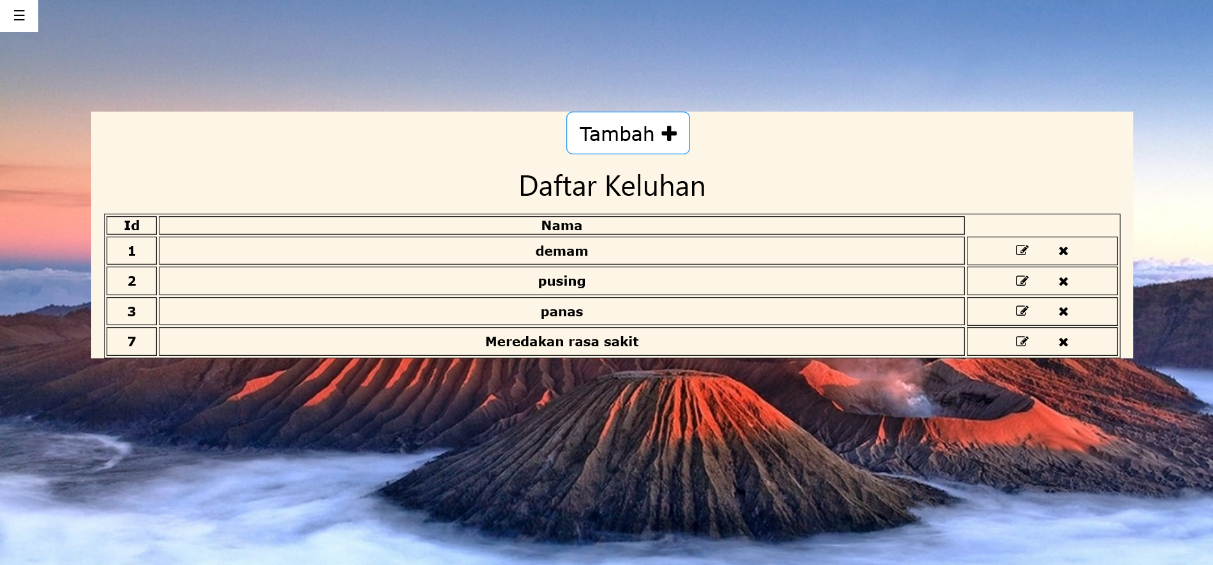 Tambah
Daftar Keluhan
Id Nama
1 demam
2 pusing
3 panas
7 Meredakan rasa sakit